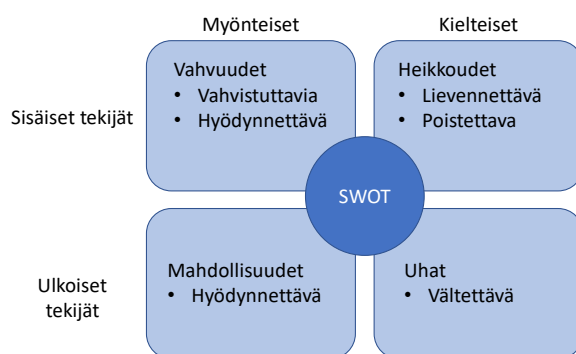 Myönteiset
Kielteiset
Sisäiset tekijät
Vahvuudet
• Vahvistuttavia
• Hyödynnettävä
Heikkoudet
• Lievennettävä
• Poistettava
SWOT
Ulkoiset
tekijät
Mahdollisuudet
• Hyödynnettävä
Uhat
• Vältettävä